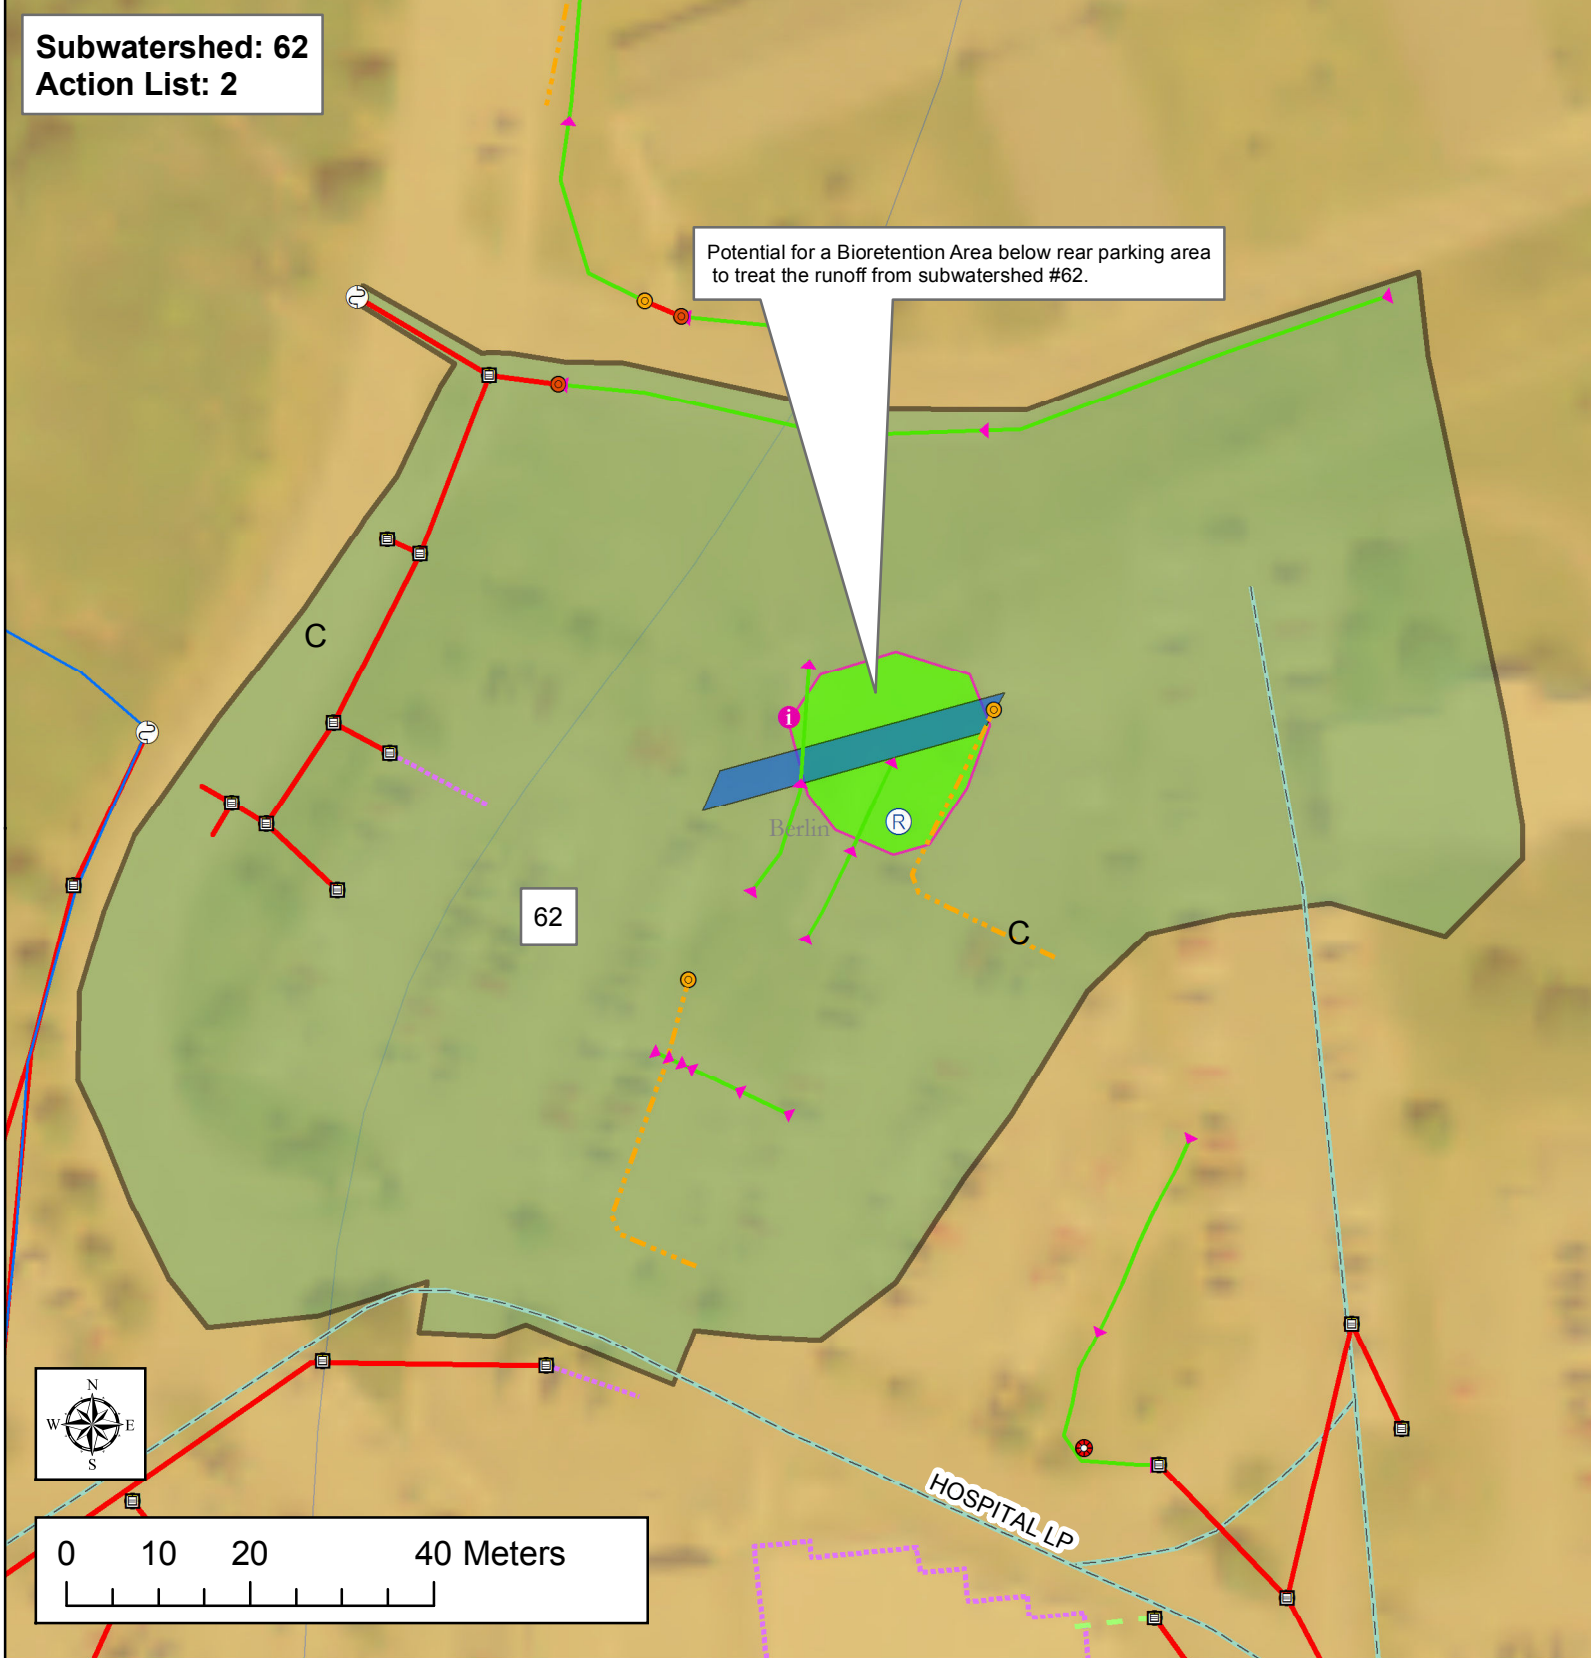 Subwatershed: 62
Action List: 2
Potential for a Bioretention Area below rear parking area
to treat the runoff from subwatershed #62.
C
i
R
Berlin
62
C
N
W E
S
HOSPITAL LP
0 10 20 40 Meters